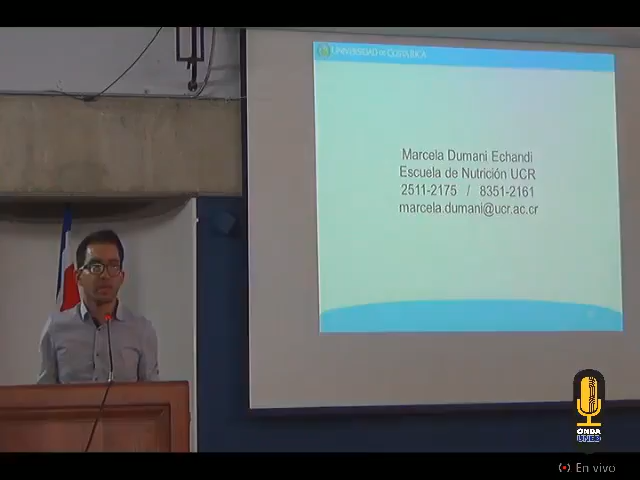 UNIVERSIDAD DE COSTA RICA
Marcela Dumani Echandi
Escuela de Nutrición UCR
2511-2175 / 8351-2161
marcela.dumani@ucr.ac.cr
ONDA
UNED
En vivo